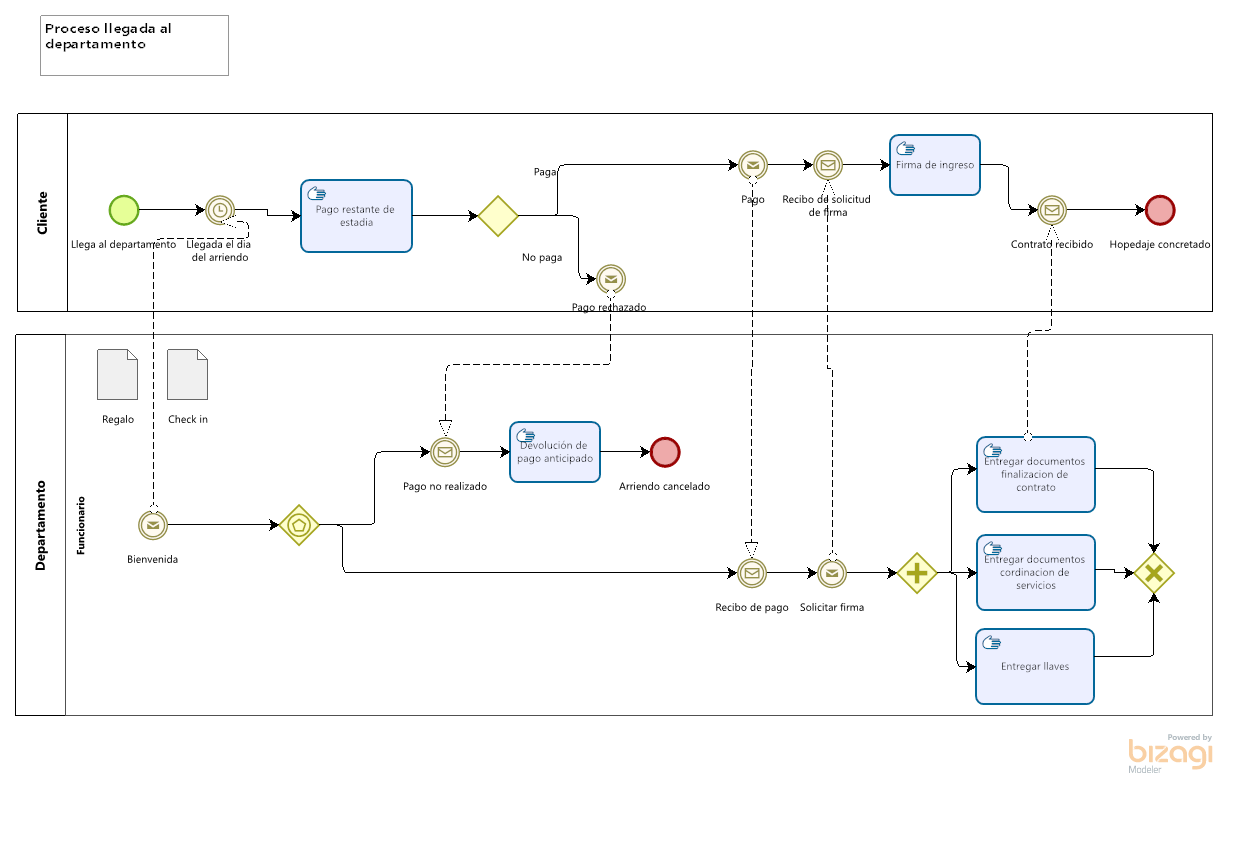 Proceso llegada al
departamento
Cliente
Llega al departamento
Llegada el dia
del arriendo
Pago restante de
estadia
Paga
No paga
Pago rechazado
Pago
Recibo de solicitud
de firma
Firma de ingreso
Contrato recibido
Hopedaje concretado
Departamento
Funcionario
Regalo
Check in
Bienvenida
Pago no realizado
Devolución de
pago anticipado
Arriendo cancelado
Recibo de pago
Solicitar firma
Entregar documentos
finalizacion de
contrato
Entregar documentos
cordinacion de
servicios
Entregar llaves
Powered by
bizagi
Modeler